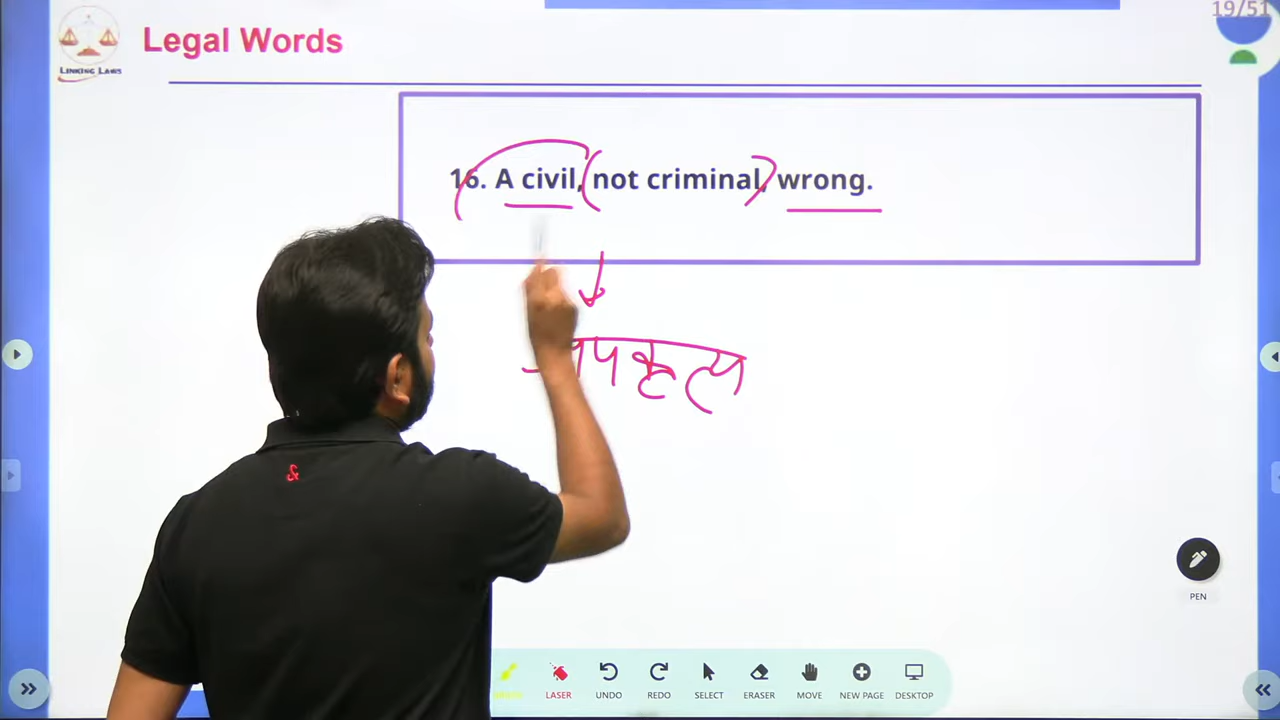 19/51
Legal Words
LINKING LAWS
16. A civil, not criminal, wrong.
&
PEN
LASER
UNDO
REDO
SELECT
ERASER
MOVE
NEW PAGE
DESKTOP